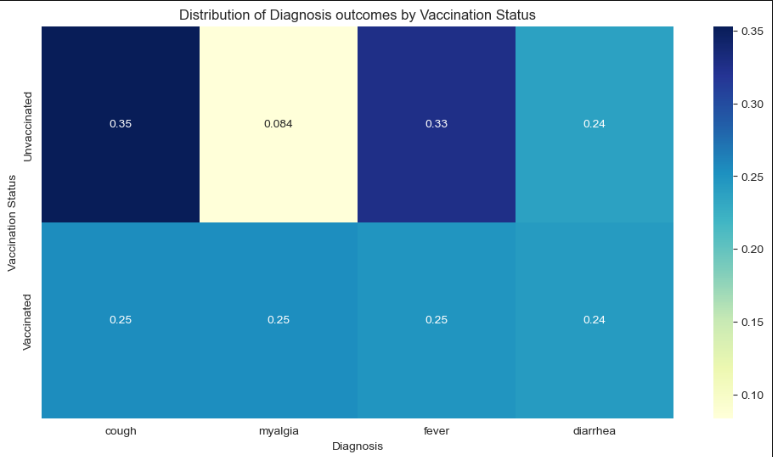 Distribution of Diagnosis outcomes by Vaccination Status
Vaccination Status
Unvaccinated
0.35 0.084 0.33 0.24
Vaccinated
0.25 0.25 0.25 0.24
cough myalgia fever diarrhea
Diagnosis
0.35
0.30
0.25
0.20
0.15
0.10